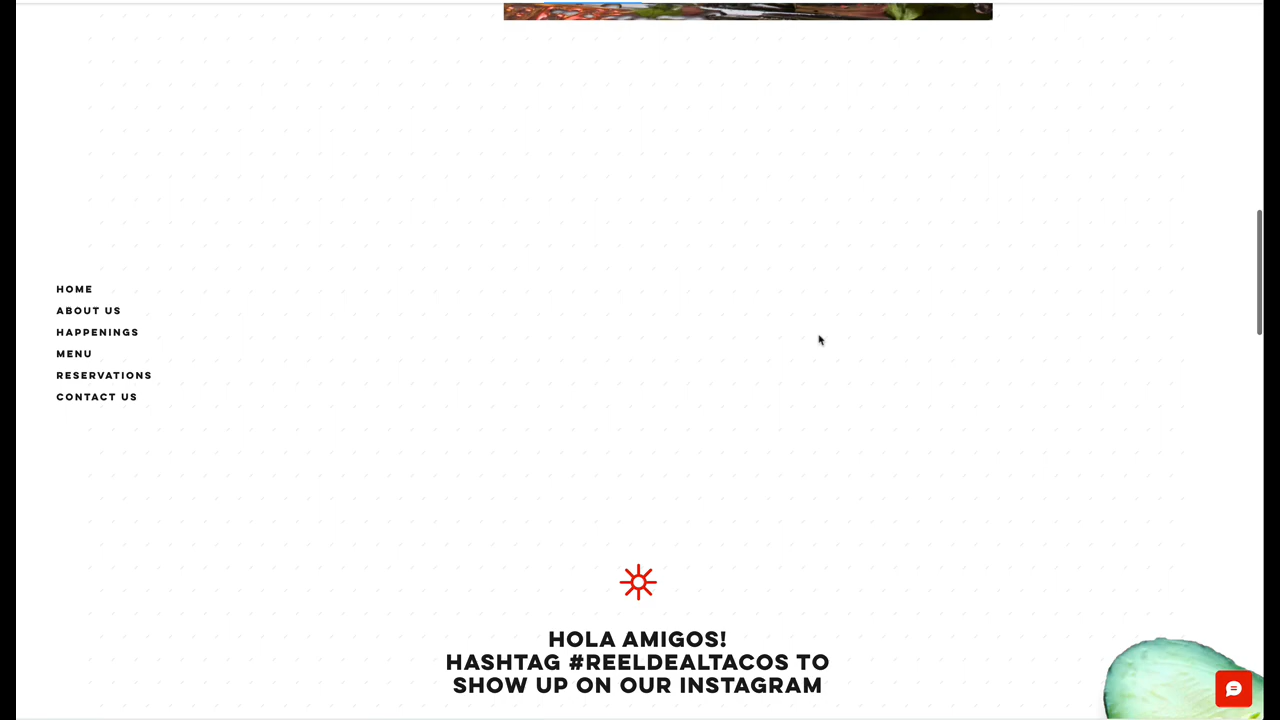 HOME
ABOUT US
HAPPENINGS
MENU
RESERVATIONS
CONTACT US
HOLA AMIGOS!
HASHTAG #REELDEALTACOS TO
SHOW UP ON OUR INSTAGRAM